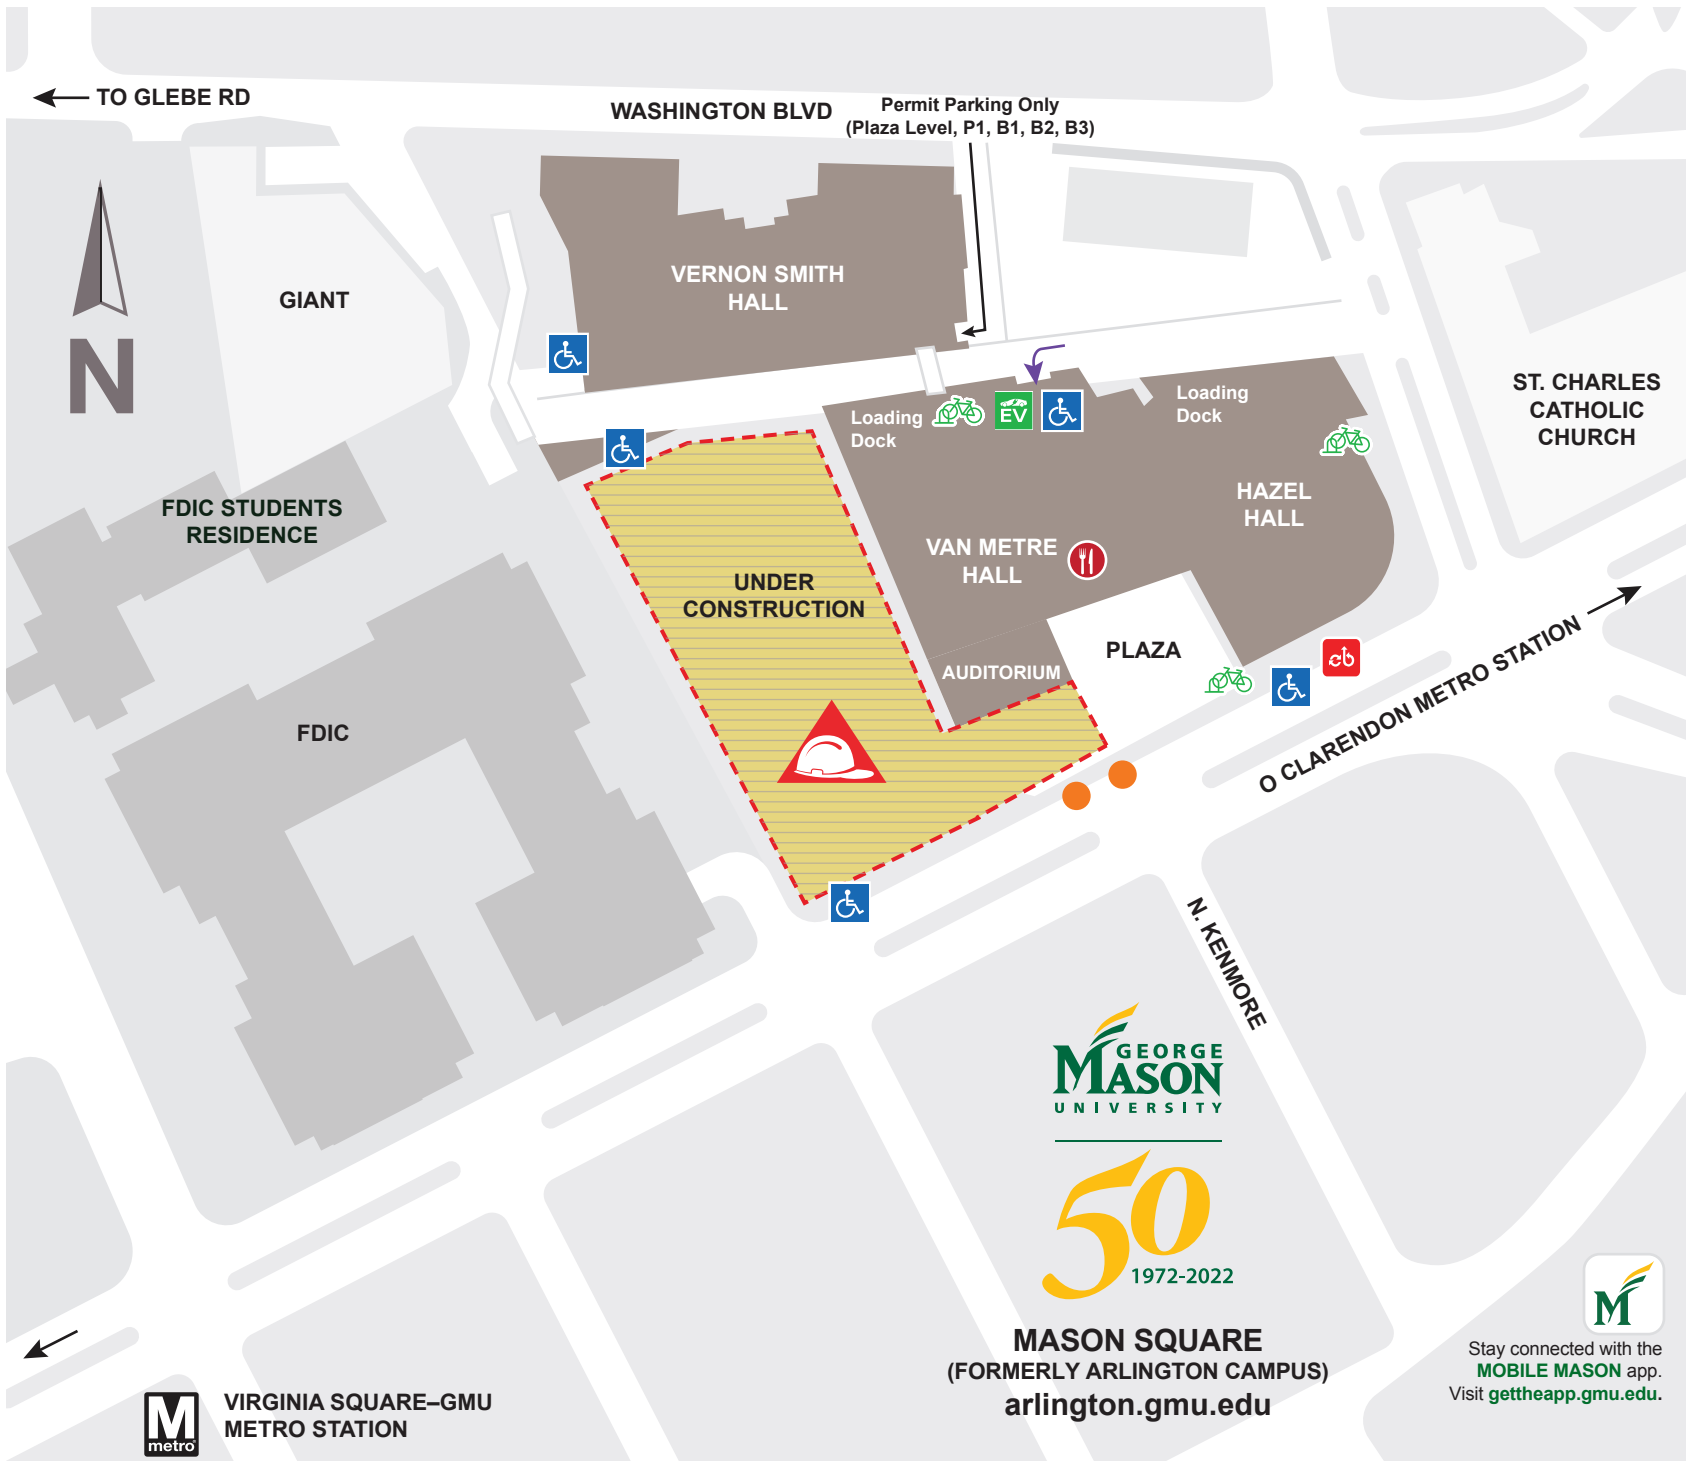 TO GLEBE RD
WASHINGTON BLVD
Permit Parking Only
(Plaza Level, P1, B1, B2, B3)
VERNON SMITH
HALL
GIANT
N
ST. CHARLES
CATHOLIC
CHURCH
Loading
Dock
EV
Loading
Dock
HAZEL
HALL
FDIC STUDENTS
RESIDENCE
VAN METRE
HALL
UNDER
CONSTRUCTION
PLAZA
AUDITORIUM
cb
FDIC
O CLARENDON METRO STATION
N. KENMORE
GEORGE
MASON
UNIVERSITY
50
1972-2022
MASON SQUARE
(FORMERLY ARLINGTON CAMPUS)
arlington.gmu.edu
M
Stay connected with the
MOBILE MASON app.
Visit gettheapp.gmu.edu.
M
metro
VIRGINIA SQUARE–GMU
METRO STATION